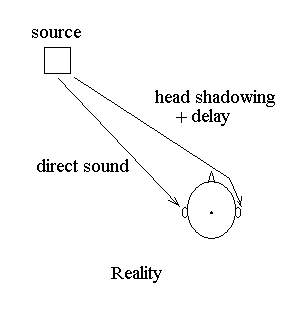 source
head shadowing
+ delay
direct sound
Reality